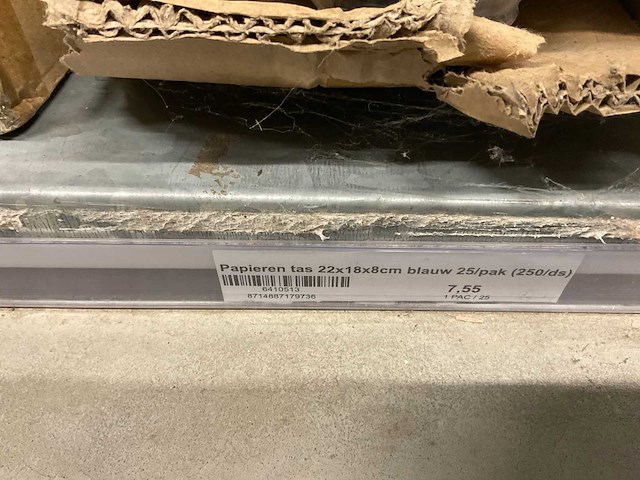 Papieren tas 22x18x8cm blauw 25/pak (250/ds)
6410513
8714887179736
7,55
1 PAC / 25